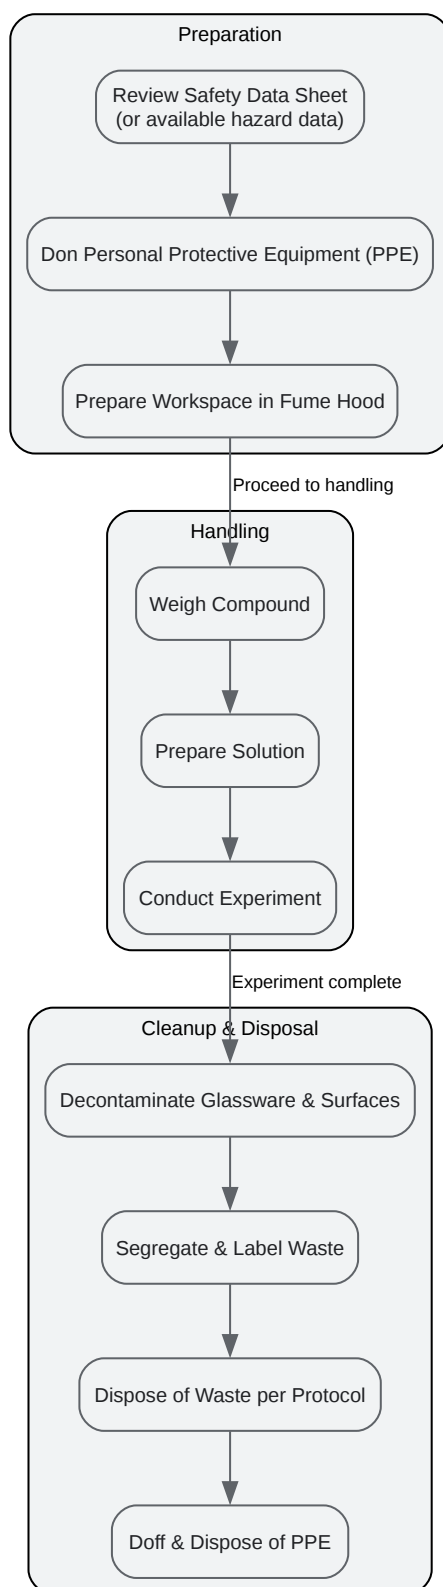 Preparation
Review Safety Data Sheet
(or available hazard data)
Don Personal Protective Equipment (PPE)
Prepare Workspace in Fume Hood
Proceed to handling
Handling
Weigh Compound
Prepare Solution
Conduct Experiment
Experiment complete
Cleanup & Disposal
Decontaminate Glassware & Surfaces
Segregate & Label Waste
Dispose of Waste per Protocol
Doff & Dispose of PPE